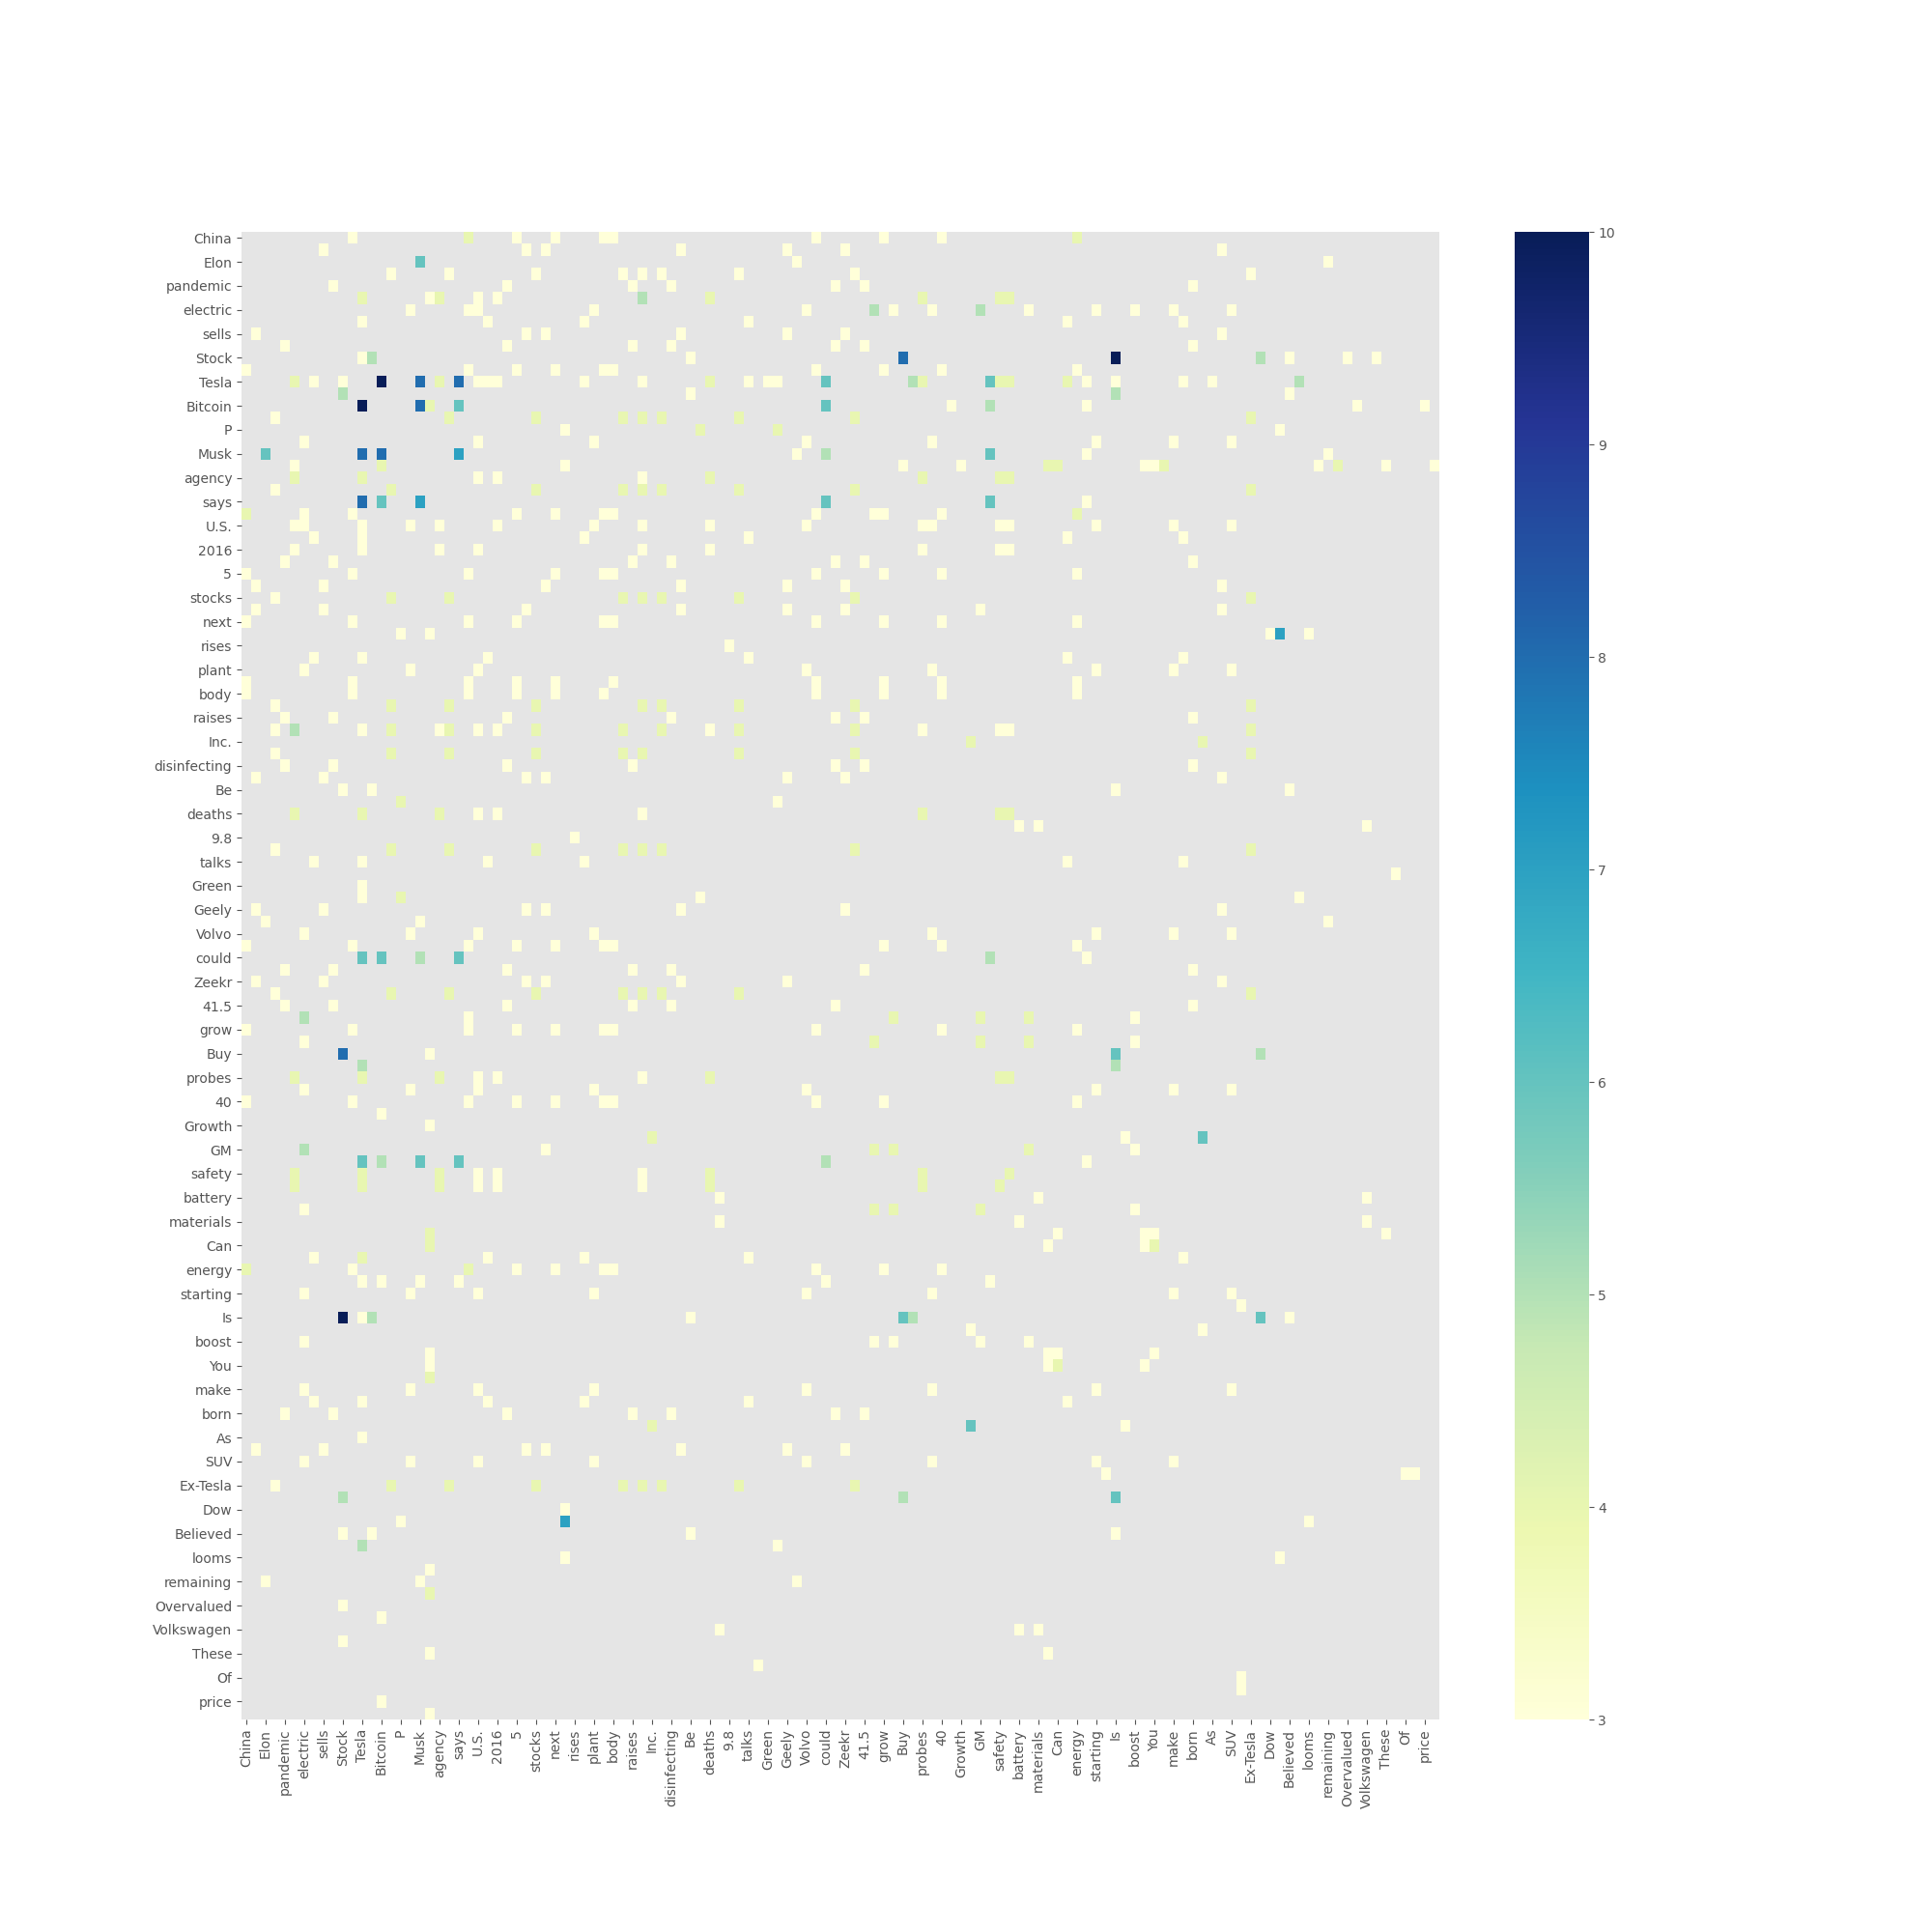 China
Elon
pandemic
electric
sells
Stock
Tesla
Bitcoin
P
Musk
agency
says
U.S.
2016
5
stocks
next
rises
plant
body
raises
Inc.
disinfecting
Be
deaths
9.8
talks
Green
Geely
Volvo
could
Zeekr
41.5
grow
Buy
probes
40
Growth
GM
safety
battery
materials
Can
energy
starting
Is
boost
You
make
born
As
SUV
Ex-Tesla
Dow
Believed
looms
remaining
Overvalued
Volkswagen
These
Of
price
China
Elon
pandemic
electric
sells
Stock
Tesla
Bitcoin
P
Musk
agency
says
U.S.
2016
5
stocks
next
rises
plant
body
raises
Inc.
disinfecting
Be
deaths
9.8
talks
Green
Geely
Volvo
could
Zeekr
41.5
grow
Buy
probes
40
Growth
GM
safety
battery
materials
Can
energy
starting
Is
boost
You
make
born
As
SUV
Ex-Tesla
Dow
Believed
looms
remaining
Overvalued
Volkswagen
These
Of
price
10
9
8
7
6
5
4
3